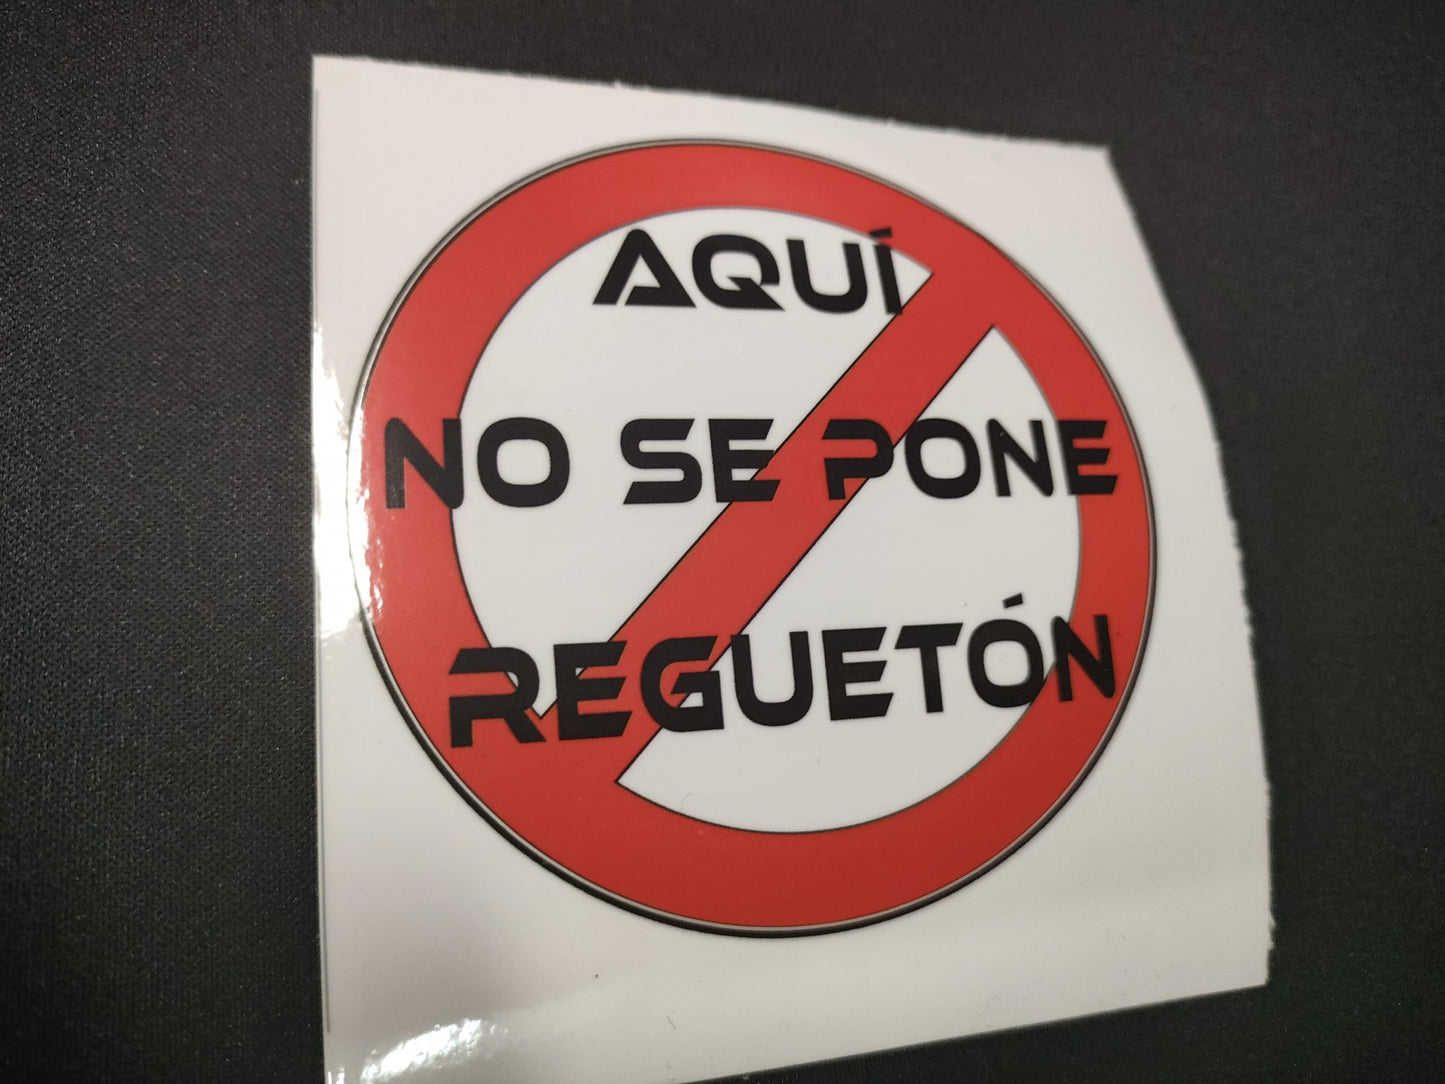 AQUÍ
NO SE PONE
REGUETÓN